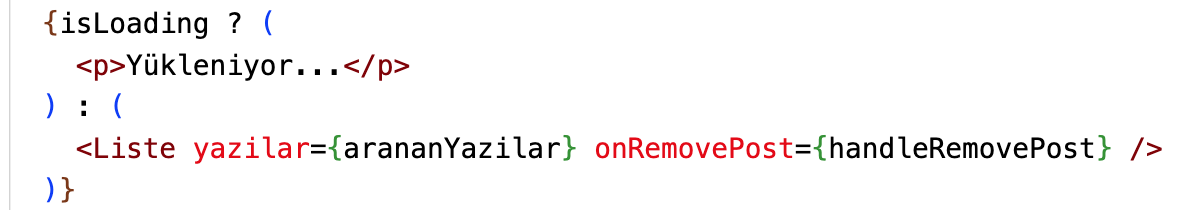 {isLoading ? (
<p>Yükleniyor...</p>
) : (
<Liste yazilar={arananYazilar} onRemovePost={handleRemovePost} />
)}